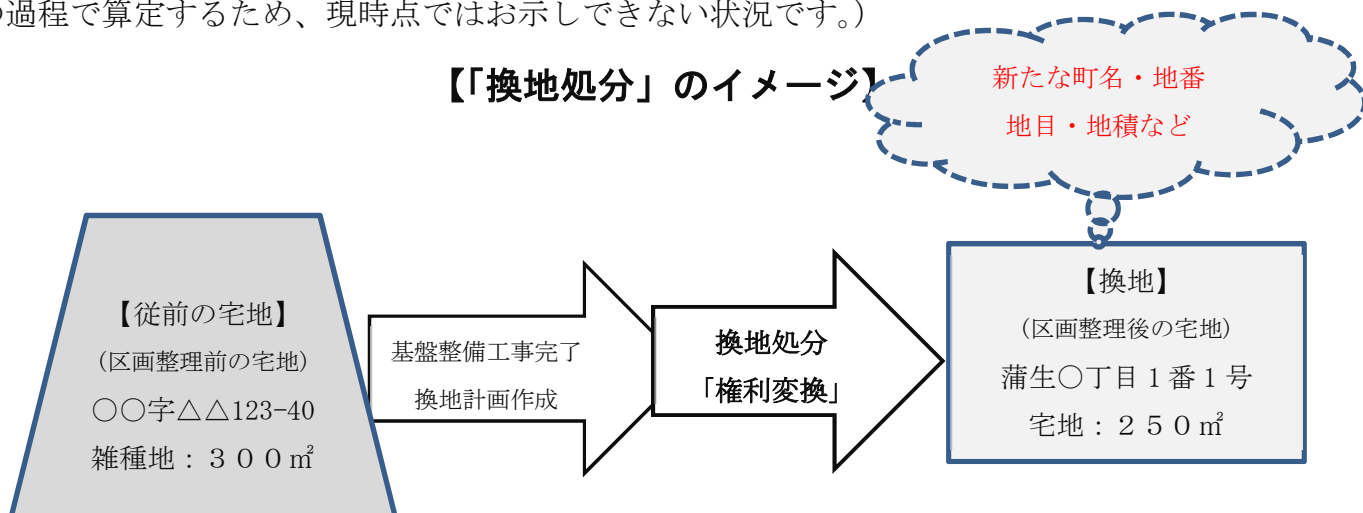 の過程で算定するため、現時点ではお示しできない状況です。）
【「換地処分」のイメージ】
新たな町名・地番
地目・地積など
【従前の宅地】
(区画整理前の宅地)
○○字△△123-40
雑種地：３００㎡
基盤整備工事完了
換地計画作成
換地処分
「権利変換」
【換地】
(区画整理後の宅地)
蒲生○丁目１番１号
宅地：２５０㎡